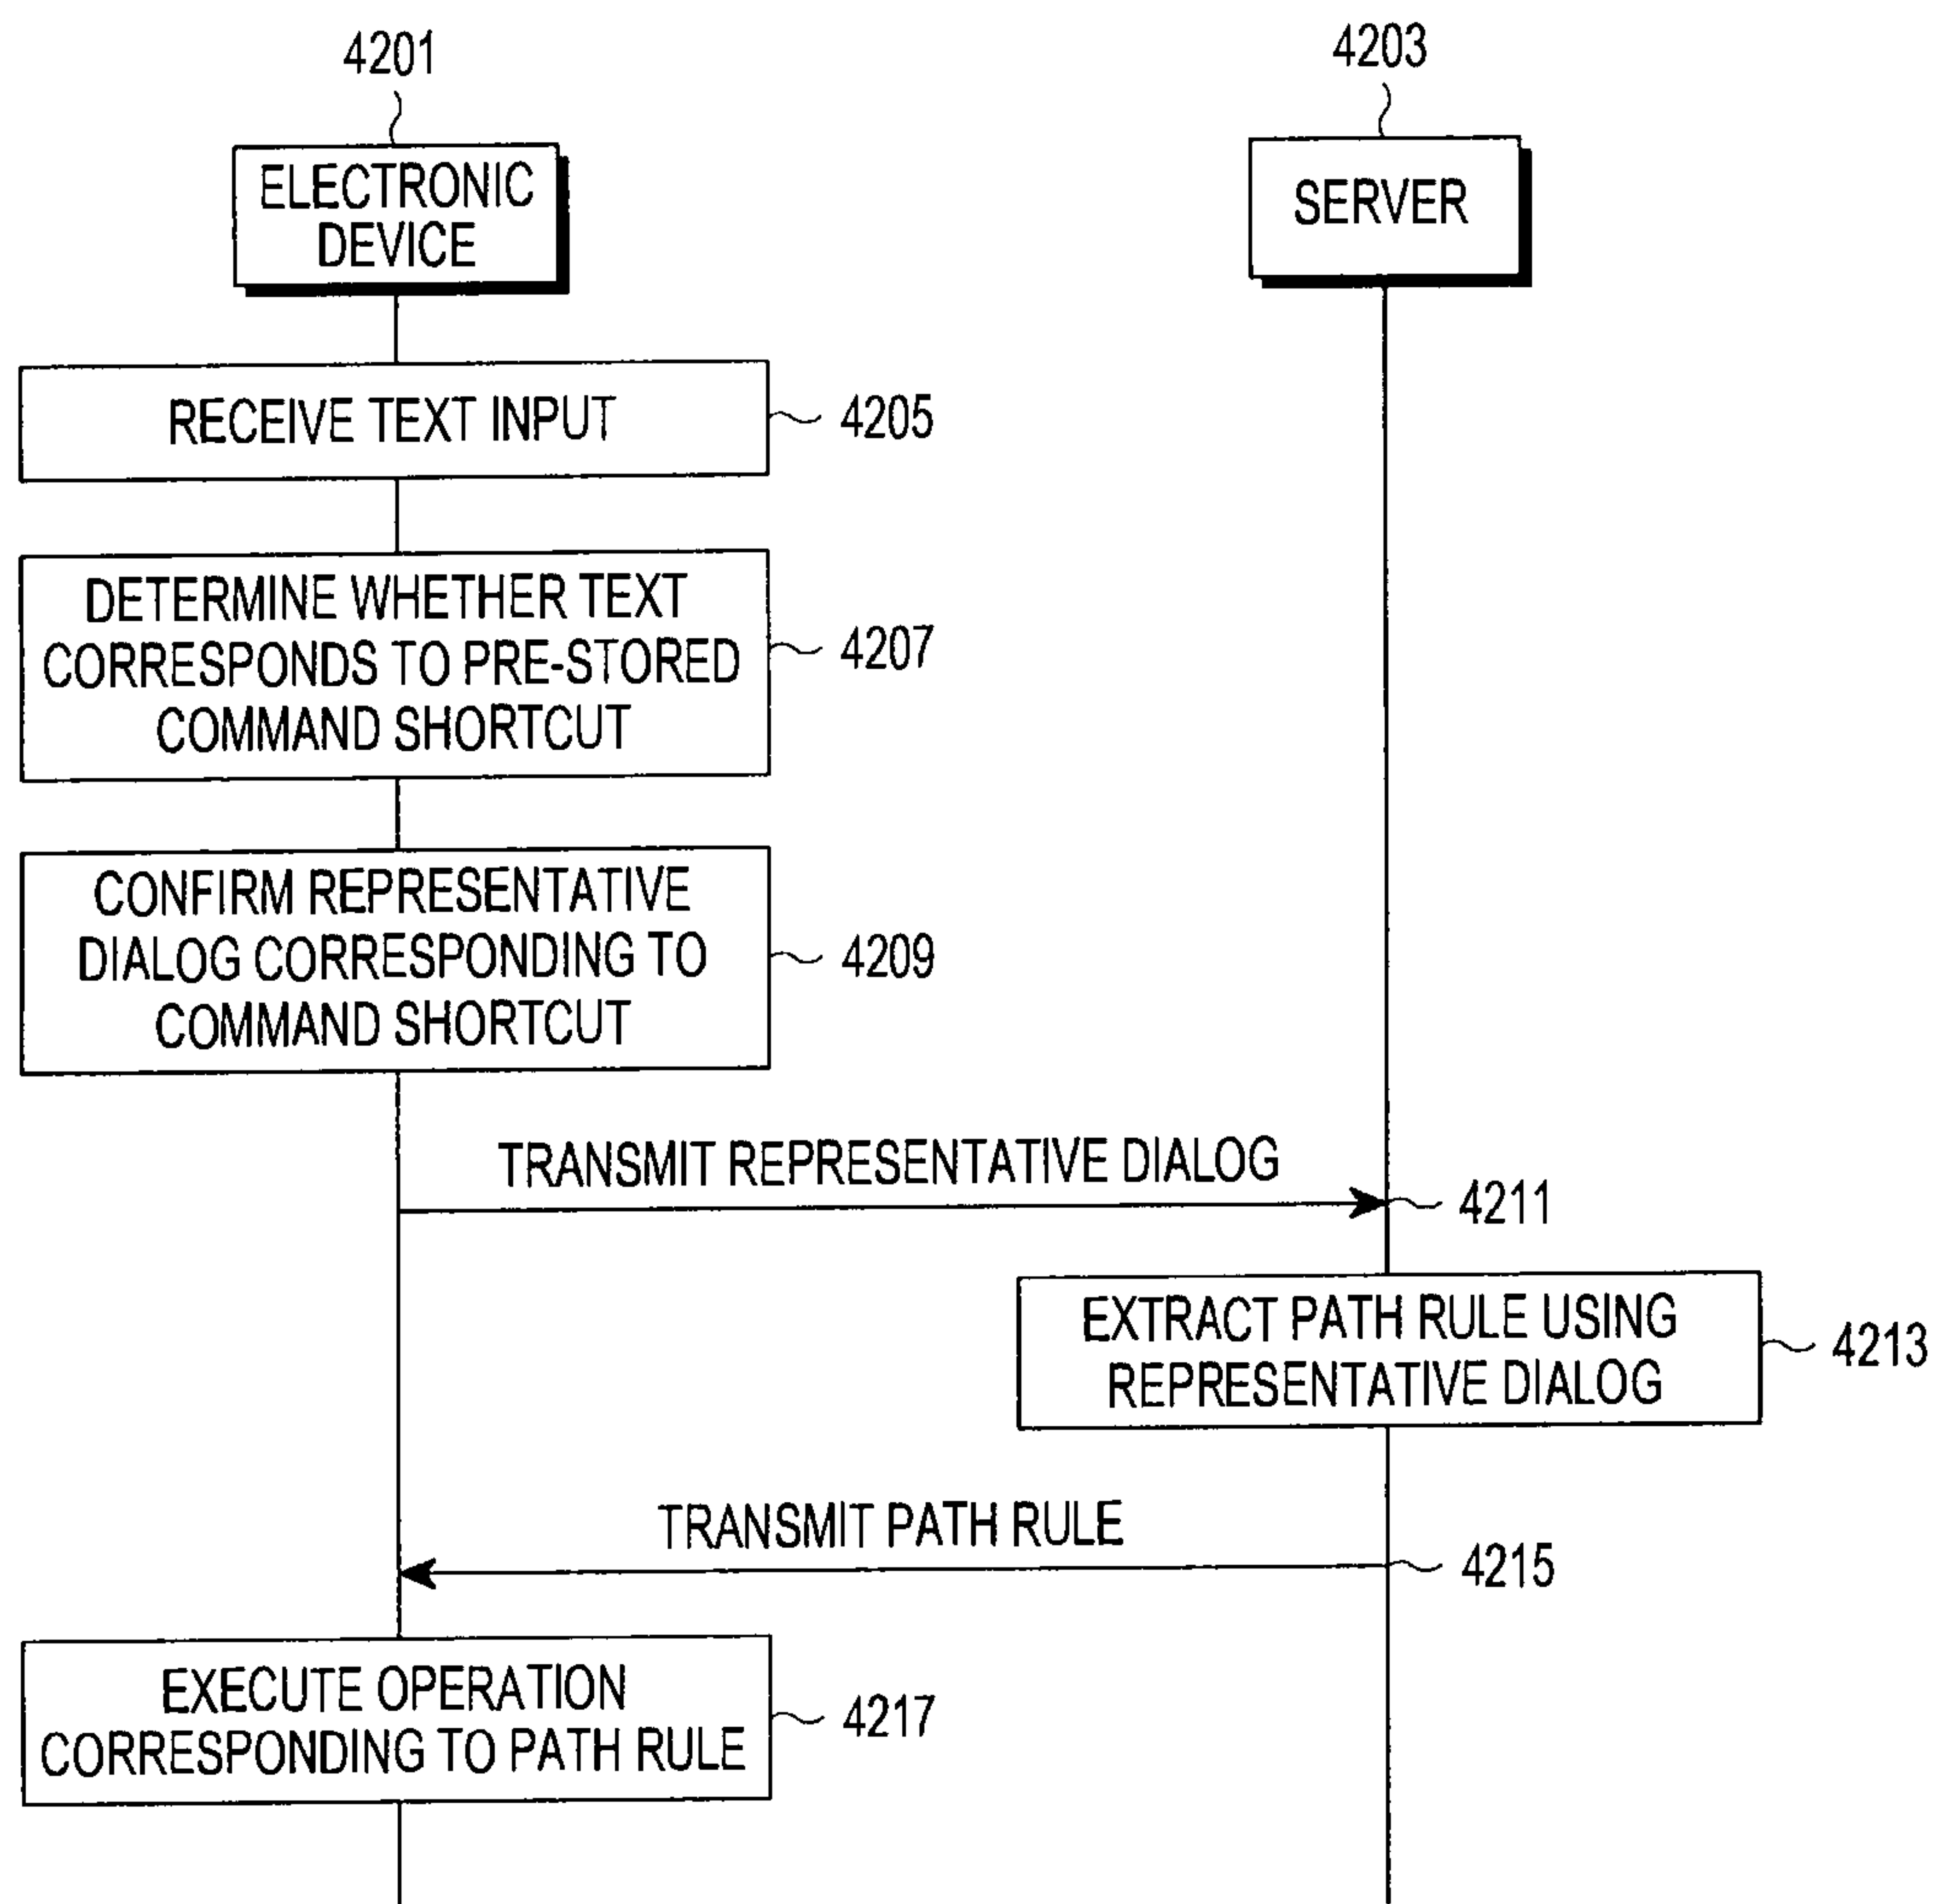 4201
4203
ELECTRONIC
DEVICE
SERVER
RECEIVE TEXT INPUT
4205
DETERMINE WHETHER TEXT
CORRESPONDS TO PRE-STORED
COMMAND SHORTCUT
4207
CONFIRM REPRESENTATIVE
DIALOG CORRESPONDING TO
COMMAND SHORTCUT
4209
TRANSMIT REPRESENTATIVE DIALOG
4211
EXTRACT PATH RULE USING
REPRESENTATIVE DIALOG
4213
TRANSMIT PATH RULE
4215
EXECUTE OPERATION
CORRESPONDING TO PATH RULE
4217